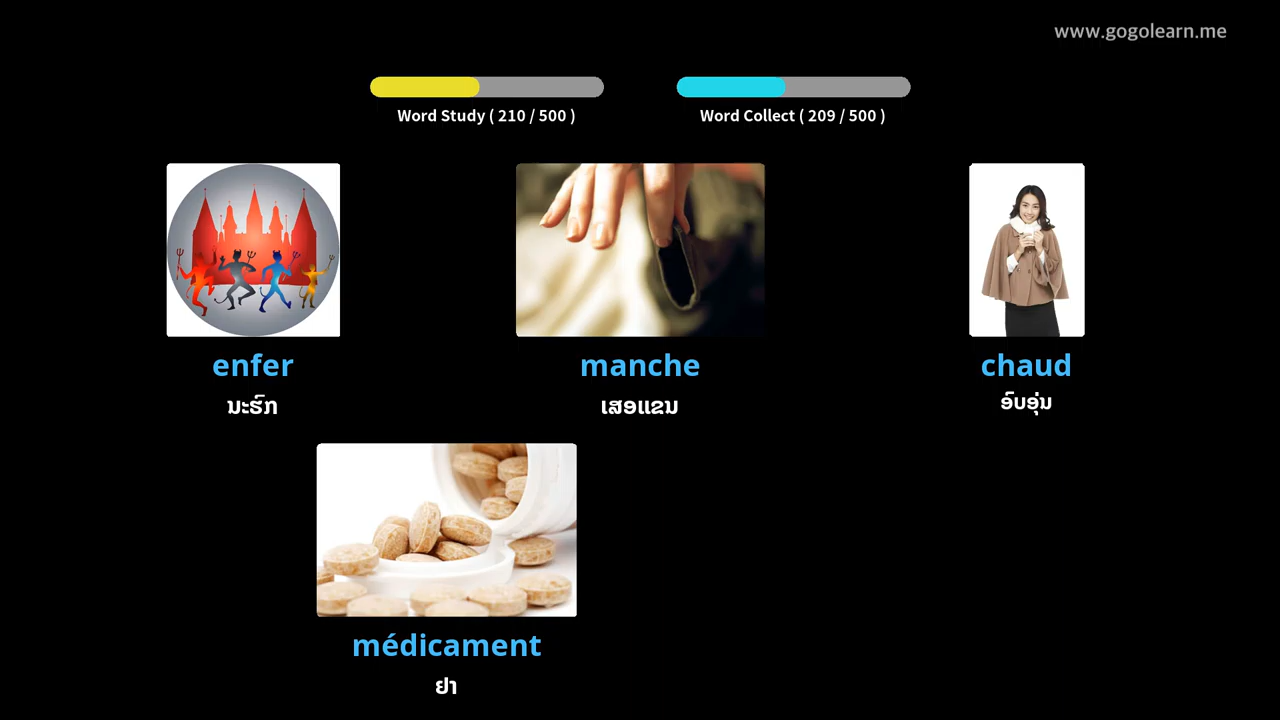 www.gogolearn.me
Word Study ( 210 / 500 )
Word Collect ( 209 / 500 )
enfer
ນະຮົກ
manche
ເສອແຂນ
chaud
ອົບອຸ່ນ
médicament
ຢາ